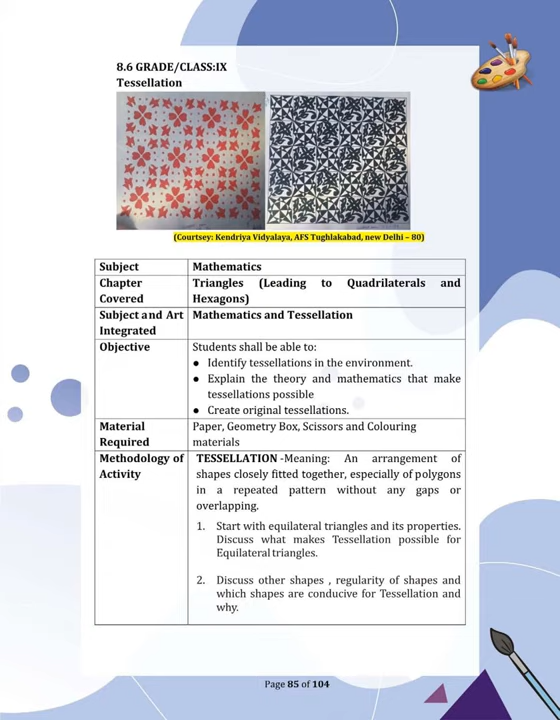 8.6 GRADE/CLASS:IX
Tessellation
(Courtsey: Kendriya Vidyalaya, AFS Tughlakabad, new Delhi – 80)
Subject
Mathematics
Chapter
Covered
Triangles (Leading to Quadrilaterals and
Hexagons)
Subject and Art
Integrated
Mathematics and Tessellation
Objective
Students shall be able to:
● Identify tessellations in the environment.
● Explain the theory and mathematics that make
tessellations possible
● Create original tessellations.
Material
Required
Paper, Geometry Box, Scissors and Colouring
materials
Methodology of
Activity
TESSELLATION -Meaning: An arrangement of
shapes closely fitted together, especially of polygons
in a repeated pattern without any gaps or
overlapping.
1. Start with equilateral triangles and its properties.
Discuss what makes Tessellation possible for
Equilateral triangles.
2. Discuss other shapes , regularity of shapes and
which shapes are conducive for Tessellation and
why.
Page 85 of 104